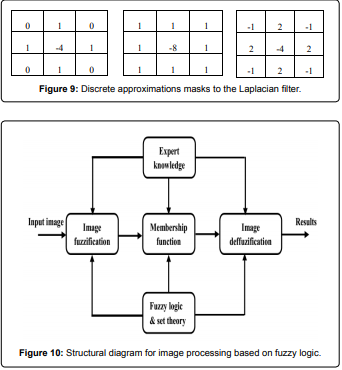 0 1 0
1 -4 1
0 1 0
1 1 1
1 -8 1
1 1 1
-1 2 -1
2 -4 2
-1 2 -1
Figure 9: Discrete approximations masks to the Laplacian filter.
Expert
knowledge
Input image
Image
fuzzification
Membership
function
Image
deffuzification
Results
Fuzzy logic
& set theory
Figure 10: Structural diagram for image processing based on fuzzy logic.